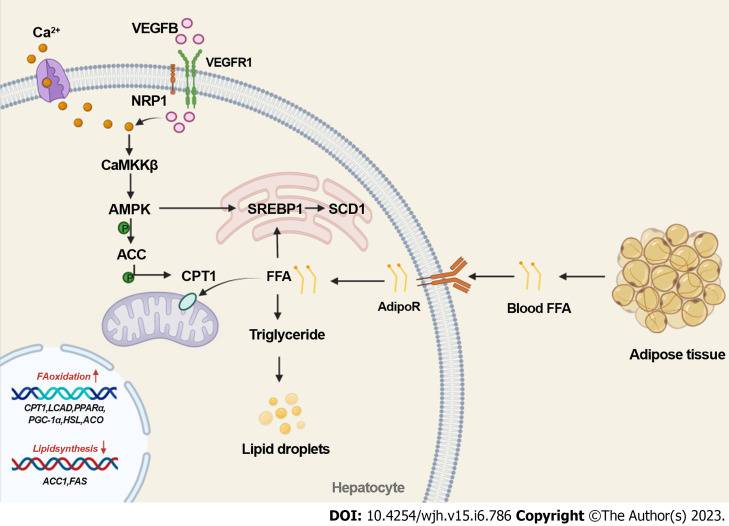 Ca2+
VEGFB
VEGFR1
NRP1
CaMKKβ
AMPK
SREBP1
SCD1
P
ACC
P
CPT1
FFA
AdipoR
Blood FFA
Adipose tissue
Triglyceride
Lipid droplets
FAoxidation
CPT1,LCAD,PPARα,
PGC-1α,HSL,ACO
Lipidsynthesis
ACC1,FAS
Hepatocyte
DOI: 10.4254/wjh.v15.i6.786 Copyright ©The Author(s) 2023.